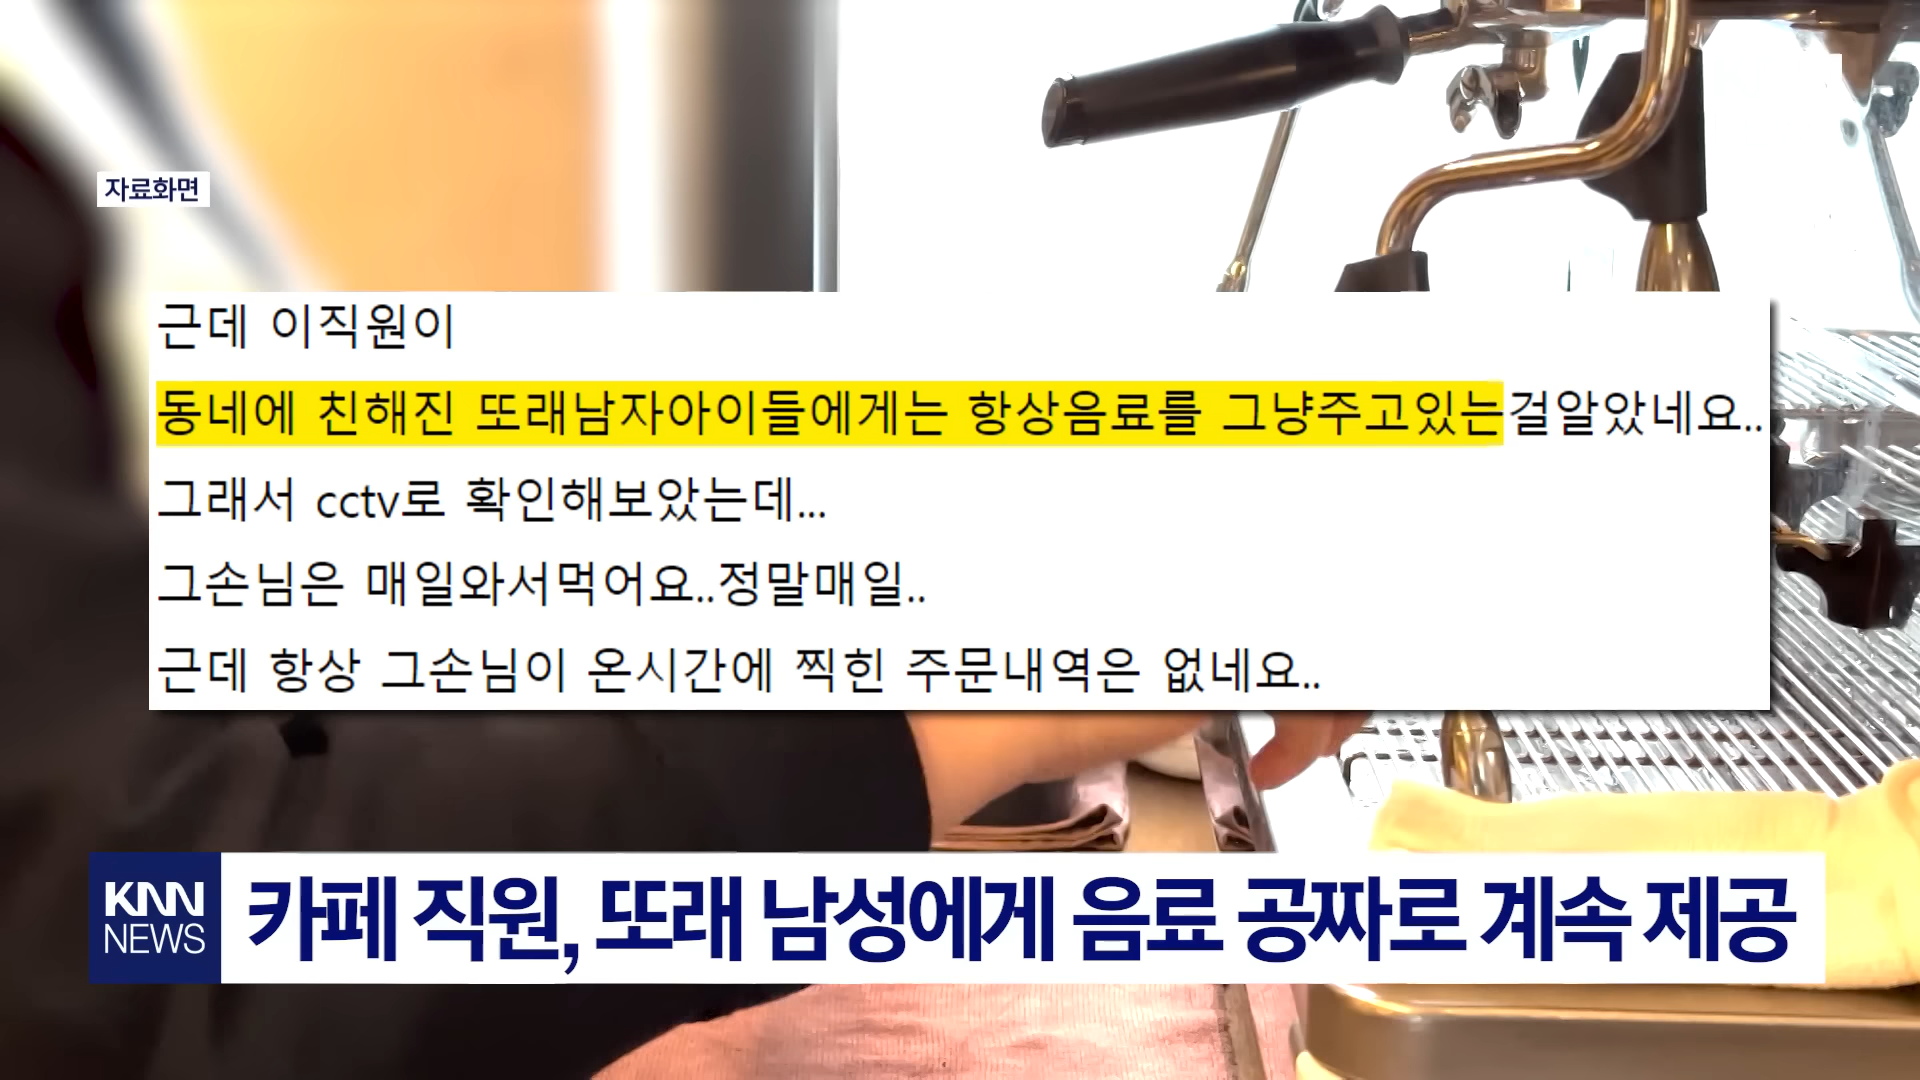 자료화면
근데 이직원이
동네에 친해진 또래남자아이들에게는 항상음료를 그냥주고있는걸알았네요..
그래서 cctv로 확인해보았는데...
그손님은 매일와서먹어요..정말매일..
근데 항상 그손님이 온시간에 찍힌 주문내역은 없네요..
KNN NEWS
카페 직원, 또래 남성에게 음료 공짜로 계속 제공